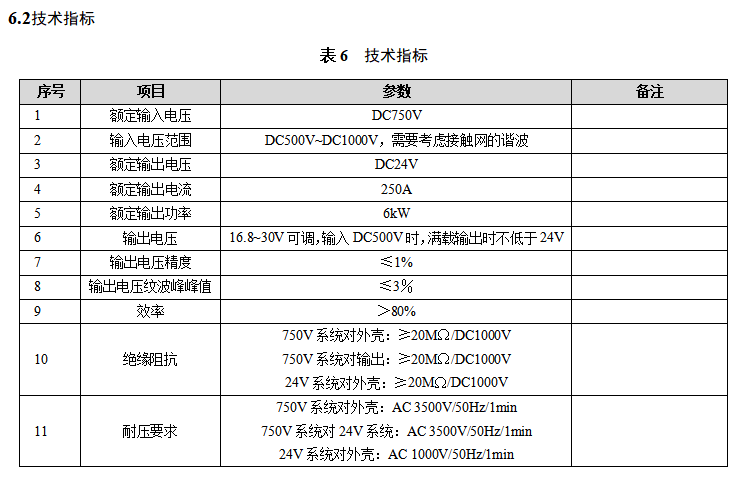 6.2技术指标
表 6 技术指标
序号 项目 参数 备注
1 额定输入电压 DC750V
2 输入电压范围 DC500V~DC1000V，需要考虑接触网的谐波
3 额定输出电压 DC24V
4 额定输出电流 250A
5 额定输出功率 6kW
6 输出电压 16.8~30V 可调，输入 DC500V 时，满载输出时不低于 24V
7 输出电压精度 ≤1%
8 输出电压纹波峰峰值 ≤3％
9 效率 ＞80%
10 绝缘阻抗 750V 系统对外壳：≥20MΩ/DC1000V
750V 系统对输出：≥20MΩ/DC1000V
24V 系统对外壳：≥20MΩ/DC1000V
11 耐压要求 750V 系统对外壳：AC 3500V/50Hz/1min
750V 系统对 24V 系统：AC 3500V/50Hz/1min
24V 系统对外壳：AC 1000V/50Hz/1min